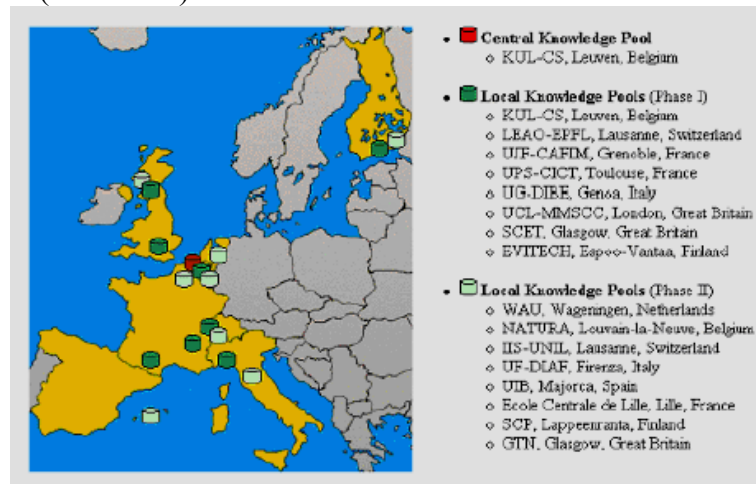 Central Knowledge Pool
KUL-CS, Leuven, Belgium
Local Knowledge Pools (Phase I)
KUL-CS, Leuven, Belgium
LEAO-EPFL, Lausanne, Switzerland
UJF-CAFIM, Grenoble, France
UPS-CICT, Toulouse, France
UG-DIBE, Genoa, Italy
UCL-MMSCC, London, Great Britain
SCET, Glasgow, Great Britain
EVITECH, Espoo-Vantaa, Finland
Local Knowledge Pools (Phase II)
WAU, Wageningen, Netherlands
NATURA, Louvain-la-Neuve, Belgium
IIS-UNIL, Lausanne, Switzerland
UF-DIAF, Firenza, Italy
UIB, Majorca, Spain
Ecole Centrale de Lille, Lille, France
SCP, Lappeenranta, Finland
GTN, Glasgow, Great Britain